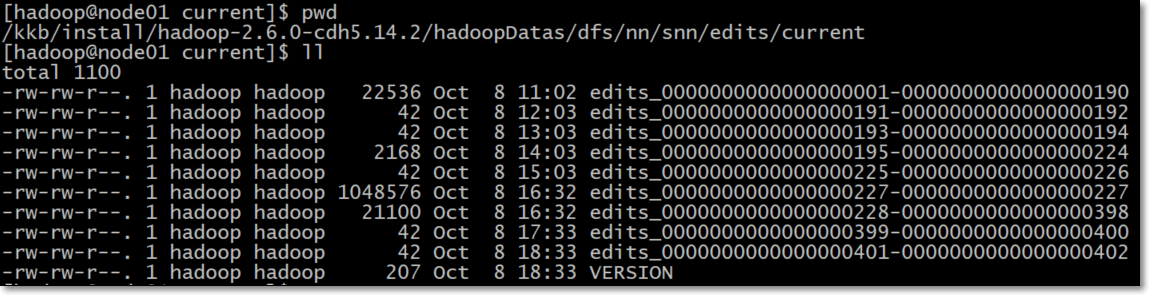 [hadoop@node01 current]$ pwd
/kkb/install/hadoop-2.6.0-cdh5.14.2/hadoopDatas/dfs/nn/snn/edits/current
[hadoop@node01 current]$ ll
total 1100
-rw-rw-r--. 1 hadoop hadoop   22536 Oct  8 11:02 edits_0000000000000000001-0000000000000000190
-rw-rw-r--. 1 hadoop hadoop      42 Oct  8 12:03 edits_0000000000000000191-0000000000000000192
-rw-rw-r--. 1 hadoop hadoop      42 Oct  8 13:03 edits_0000000000000000193-0000000000000000194
-rw-rw-r--. 1 hadoop hadoop    2168 Oct  8 14:03 edits_0000000000000000195-0000000000000000224
-rw-rw-r--. 1 hadoop hadoop      42 Oct  8 15:03 edits_0000000000000000225-0000000000000000226
-rw-rw-r--. 1 hadoop hadoop 1048576 Oct  8 16:32 edits_0000000000000000227-0000000000000000227
-rw-rw-r--. 1 hadoop hadoop   21100 Oct  8 16:32 edits_0000000000000000228-0000000000000000398
-rw-rw-r--. 1 hadoop hadoop      42 Oct  8 17:33 edits_0000000000000000399-0000000000000000400
-rw-rw-r--. 1 hadoop hadoop      42 Oct  8 18:33 edits_0000000000000000401-0000000000000000402
-rw-rw-r--. 1 hadoop hadoop     207 Oct  8 18:33 VERSION